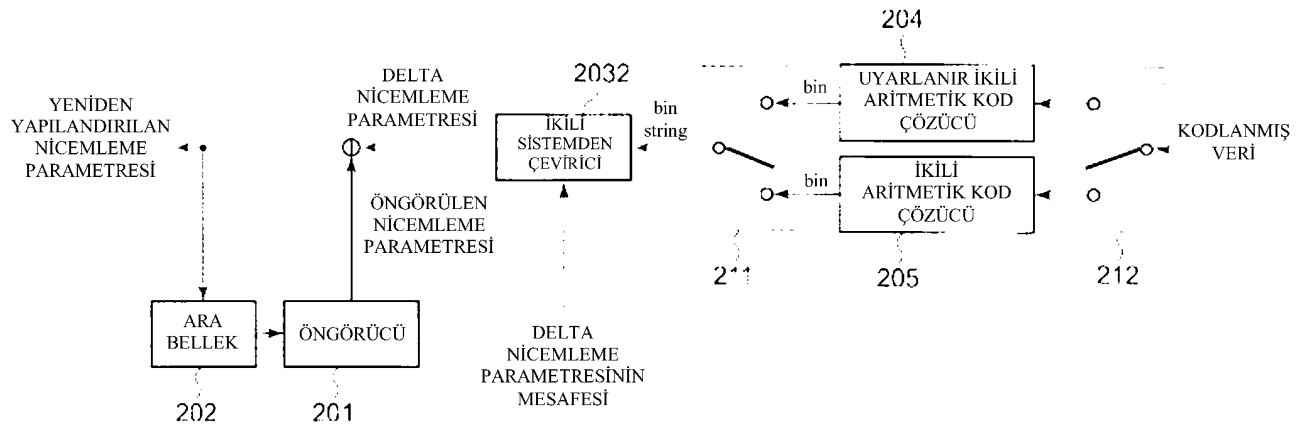 204
2032
YENİDEN
YAPILANDIRILAN
NİCEMLEME
PARAMETRESİ
DELTA
NİCEMLEME
PARAMETRESİ
İKİLİ
SİSTEMDEN
ÇEVİRİCİ
bin
string
bin
UYARLANIR İKİLİ
ARİTMETİK KOD
ÇÖZÜCÜ
KODLANMIŞ
VERİ
bin
İKİLİ
ARİTMETİK KOD
ÇÖZÜCÜ
ÖNGÖRÜLEN
NİCEMLEME
PARAMETRESİ
211
205
212
ARA
BELLEK
ÖNGÖRÜCÜ
DELTA
NİCEMLEME
PARAMETRESİNİN
MESAFESİ
202
201